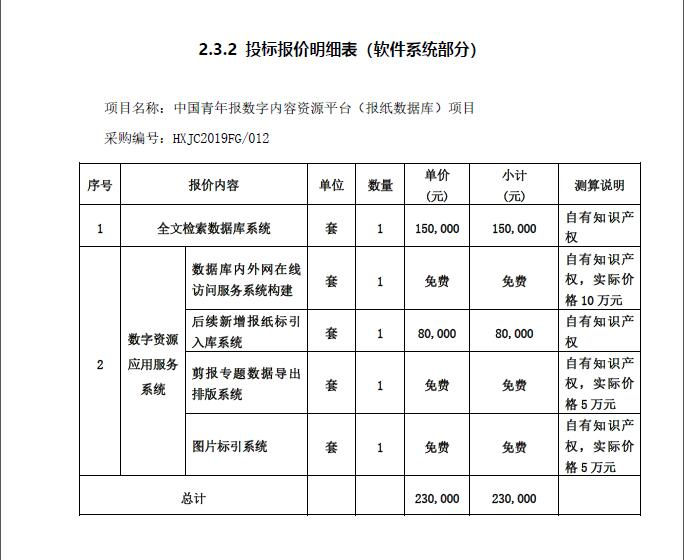 2.3.2 投标报价明细表（软件系统部分）
项目名称：中国青年报数字内容资源平台（报纸数据库）项目
采购编号：HXJC2019FG/012
序号 报价内容 单位 数量 单价（元） 小计（元） 测算说明
1 全文检索数据库系统 套 1 150,000 150,000 自有知识产权
2 数字资源应用服务系统 数据库内外网在线访问服务系统构建 套 1 免费 免费 自有知识产权，实际价格10万元
后续新增报纸标引入库系统 套 1 80,000 80,000 自有知识产权
剪报专题数据导出排版系统 套 1 免费 免费 自有知识产权，实际价格5万元
图片标引系统 套 1 免费 免费 自有知识产权，实际价格5万元
总计 230,000 230,000